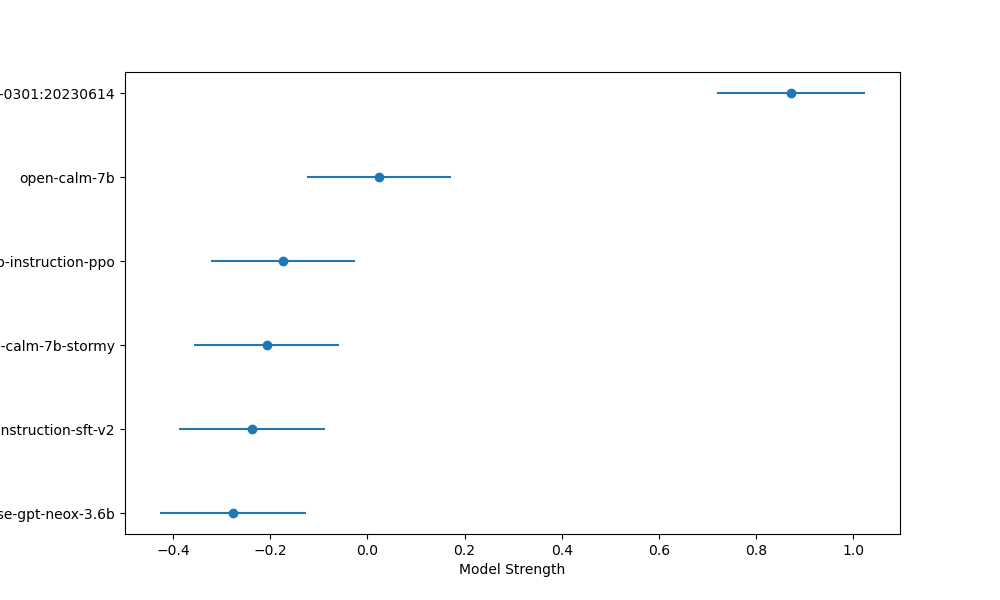 -0301:20230614
open-calm-7b
-instruction-ppo
-calm-7b-stormy
nstruction-sft-v2
se-gpt-neox-3.6b
−0.4 −0.2 0.0 0.2 0.4 0.6 0.8 1.0
Model Strength